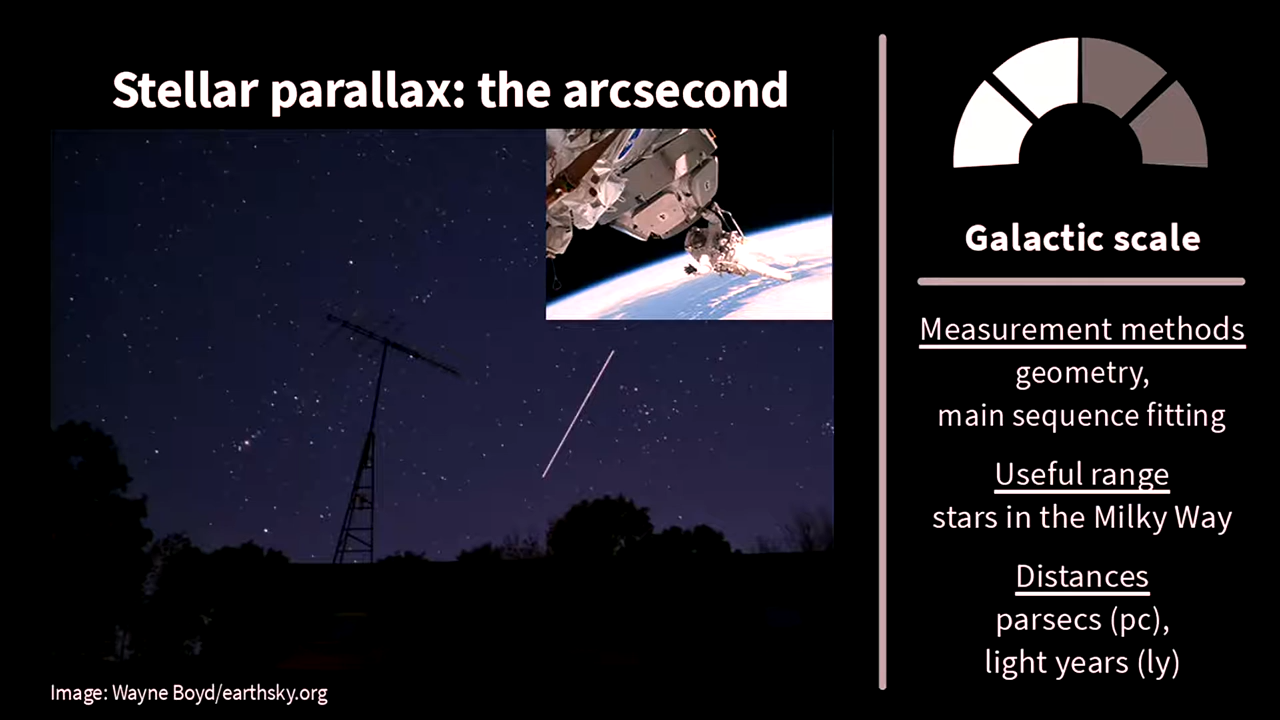 Stellar parallax: the arcsecond
Image: Wayne Boyd/earthsky.org
Galactic scale
Measurement methods
geometry,
main sequence fitting
Useful range
stars in the Milky Way
Distances
parsecs (pc),
light years (ly)